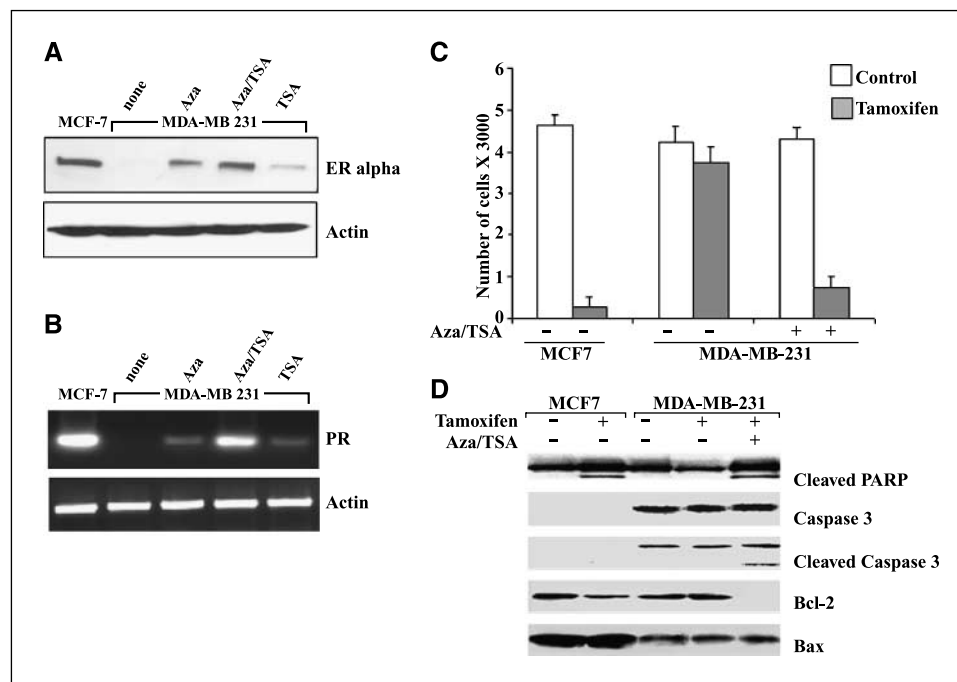 A
none
Aza
Aza/TSA
TSA
MCF-7 MDA-MB 231
ER alpha
Actin
B
none
Aza
Aza/TSA
TSA
MCF-7 MDA-MB 231
PR
Actin
C
Control
Tamoxifen
Number of cells X 3000
6
5
4
3
2
1
0
Aza/TSA – – – – + +
MCF7 MDA-MB-231
D
MCF7 MDA-MB-231
Tamoxifen – + – + +
Aza/TSA – – – – +
Cleaved PARP
Caspase 3
Cleaved Caspase 3
Bcl-2
Bax